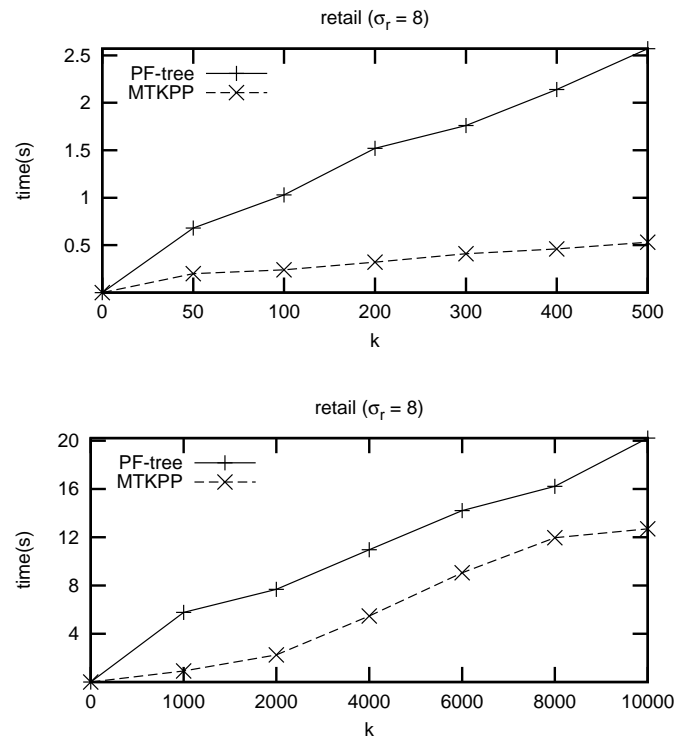 retail (σr = 8)
PF-tree
MTKPP
2.5
2
1.5
1
0.5
time(s)
0 50 100 200 300 400 500
k
retail (σr = 8)
PF-tree
MTKPP
20
16
12
8
4
time(s)
0 1000 2000 4000 6000 8000 10000
k